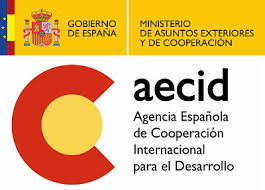 GOBIERNO
DE ESPAÑA
MINISTERIO
DE ASUNTOS EXTERIORES
Y DE COOPERACIÓN
aecid
Agencia Española
de Cooperación
Internacional
para el Desarrollo